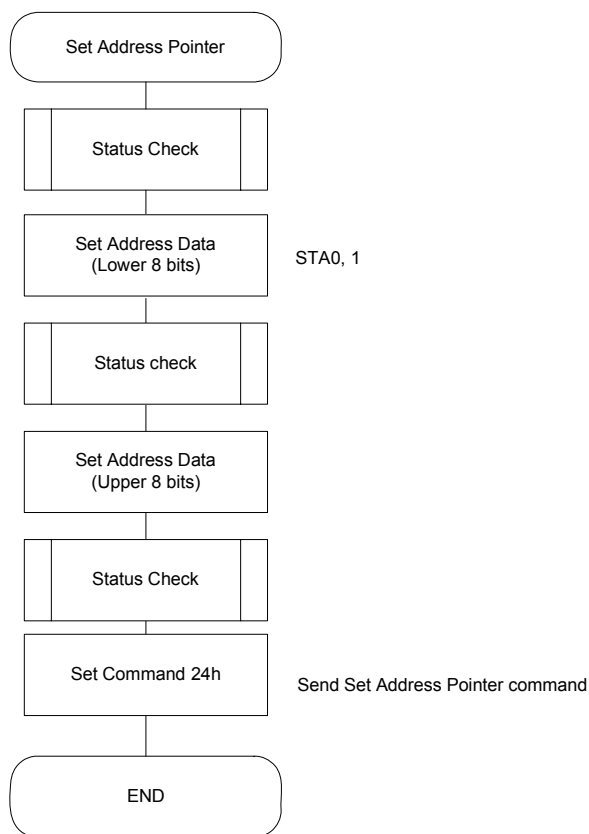 Set Address Pointer
Status Check
Set Address Data
(Lower 8 bits)
STA0, 1
Status check
Set Address Data
(Upper 8 bits)
Status Check
Set Command 24h
Send Set Address Pointer command
END